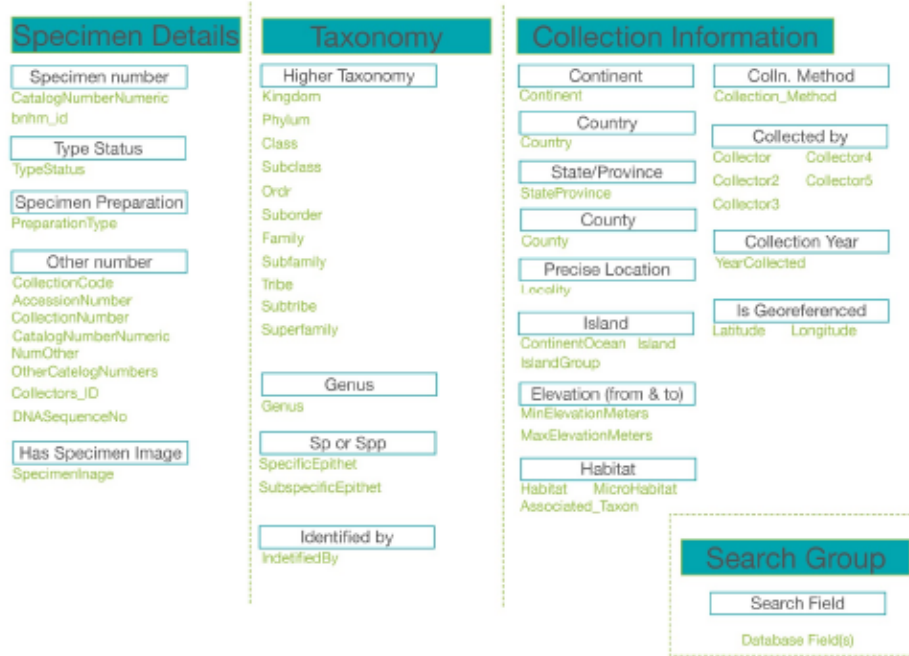 Specimen Details
Specimen number
CatalogNumberNumeric
bnhm_id
Type Status
TypeStatus
Specimen Preparation
PreparationType
Other number
CollectionCode
AccessionNumber
CollectionNumber
CatalogNumberNumeric
NumOther
OtherCatelogNumbers
Collectors_ID
DNASequenceNo
Has Specimen Image
SpecimenInage
Taxonomy
Higher Taxonomy
Kingdom
Phylum
Class
Subclass
Ordr
Suborder
Family
Subfamily
Tribe
Subtribe
Superfamily
Genus
Genus
Sp or Spp
SpecificEpithet
SubspecificEpithet
Identified by
IndetifiedBy
Collection Information
Continent
Continent
Country
Country
State/Province
StateProvince
County
County
Precise Location
Locality
Island
ContinentOcean Island
IslandGroup
Elevation (from & to)
MinElevationMeters
MaxElevationMeters
Habitat
Habitat MicroHabitat
Associated_Taxon
Colln. Method
Collection_Method
Collected by
Collector Collector4
Collector2 Collector5
Collector3
Collection Year
YearCollected
Is Georeferenced
Latitude Longitude
Search Group
Search Field
Database Field(s)